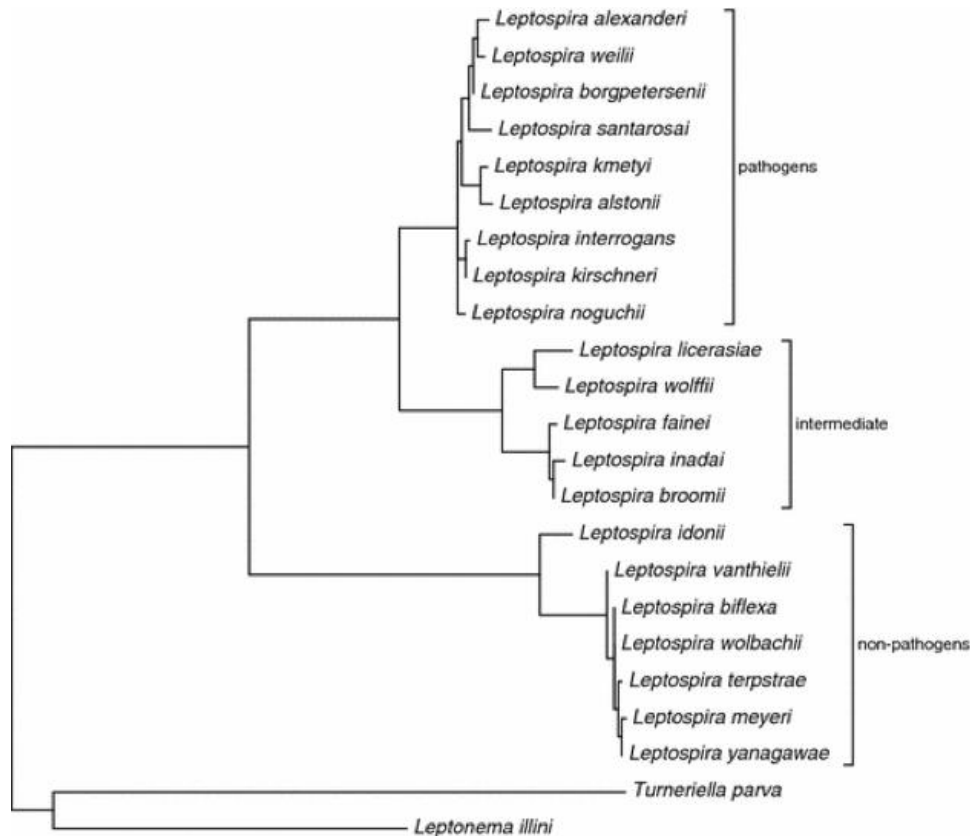 Leptospira alexanderi
Leptospira weilii
Leptospira borgpetersenii
Leptospira santarosai
Leptospira kmetyi
pathogens
Leptospira alstonii
Leptospira interrogans
Leptospira kirschneri
Leptospira noguchii
Leptospira licerasiae
Leptospira wolffii
Leptospira fainei
intermediate
Leptospira inadai
Leptospira broomii
Leptospira idonii
Leptospira vanthielii
Leptospira biflexa
Leptospira wolbachii
non-pathogens
Leptospira terpstrae
Leptospira meyeri
Leptospira yanagawae
Turneriella parva
Leptonema illini